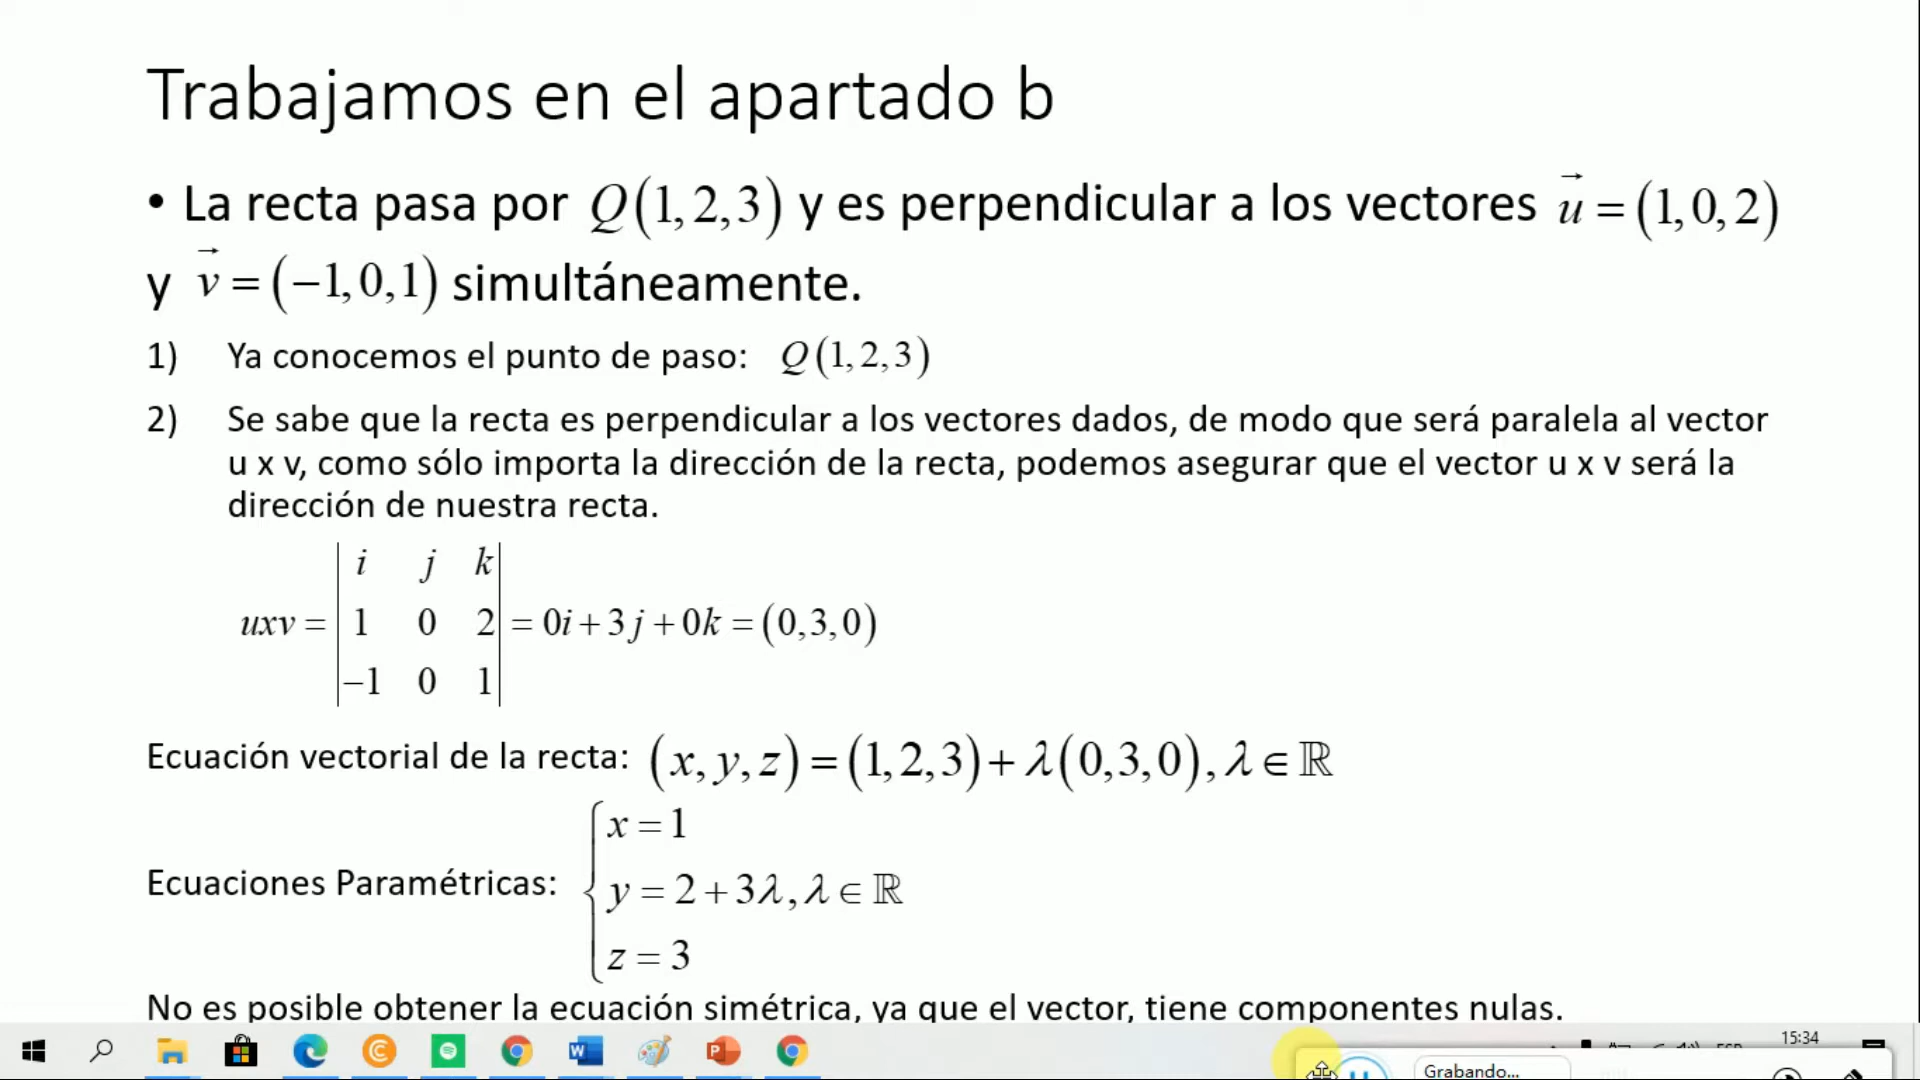 Trabajamos en el apartado b
• La recta pasa por Q(1,2,3) y es perpendicular a los vectores u⃗ = (1,0,2)
y v⃗ = (−1,0,1) simultáneamente.
1) Ya conocemos el punto de paso: Q(1,2,3)
2) Se sabe que la recta es perpendicular a los vectores dados, de modo que será paralela al vector
u x v, como sólo importa la dirección de la recta, podemos asegurar que el vector u x v será la
dirección de nuestra recta.
i j k
uxv = 1 0 2 = 0i + 3j + 0k = (0,3,0)
−1 0 1
Ecuación vectorial de la recta: (x, y, z) = (1,2,3) + λ(0,3,0), λ ∈ ℝ
x = 1
Ecuaciones Paramétricas: y = 2 + 3λ, λ ∈ ℝ
z = 3
No es posible obtener la ecuación simétrica, ya que el vector, tiene componentes nulas.
15:34
Grabando...